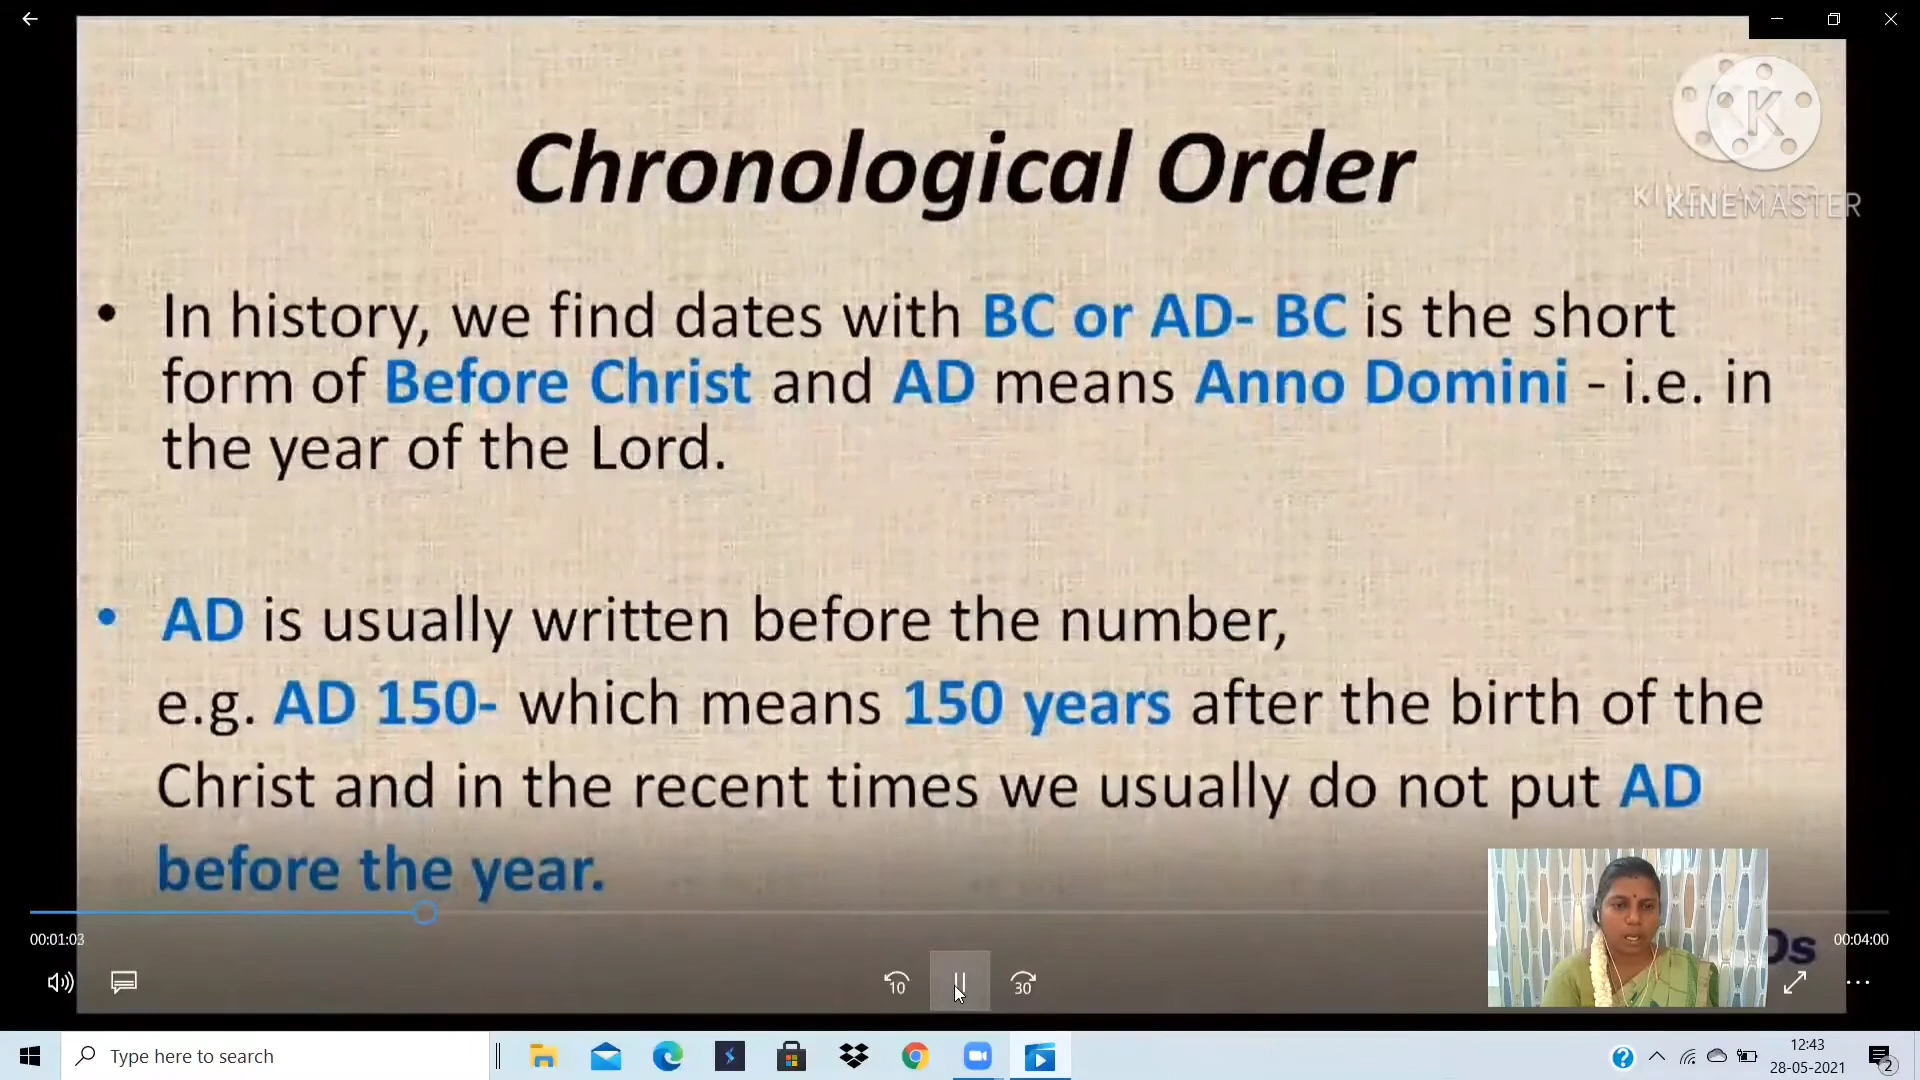 Chronological Order
KINEMASTER
• In history, we find dates with BC or AD- BC is the short
form of Before Christ and AD means Anno Domini - i.e. in
the year of the Lord.
• AD is usually written before the number,
e.g. AD 150- which means 150 years after the birth of the
Christ and in the recent times we usually do not put AD
before the year.
00:01:03
00:04:00
10
30
Type here to search
12:43
28-05-2021
2